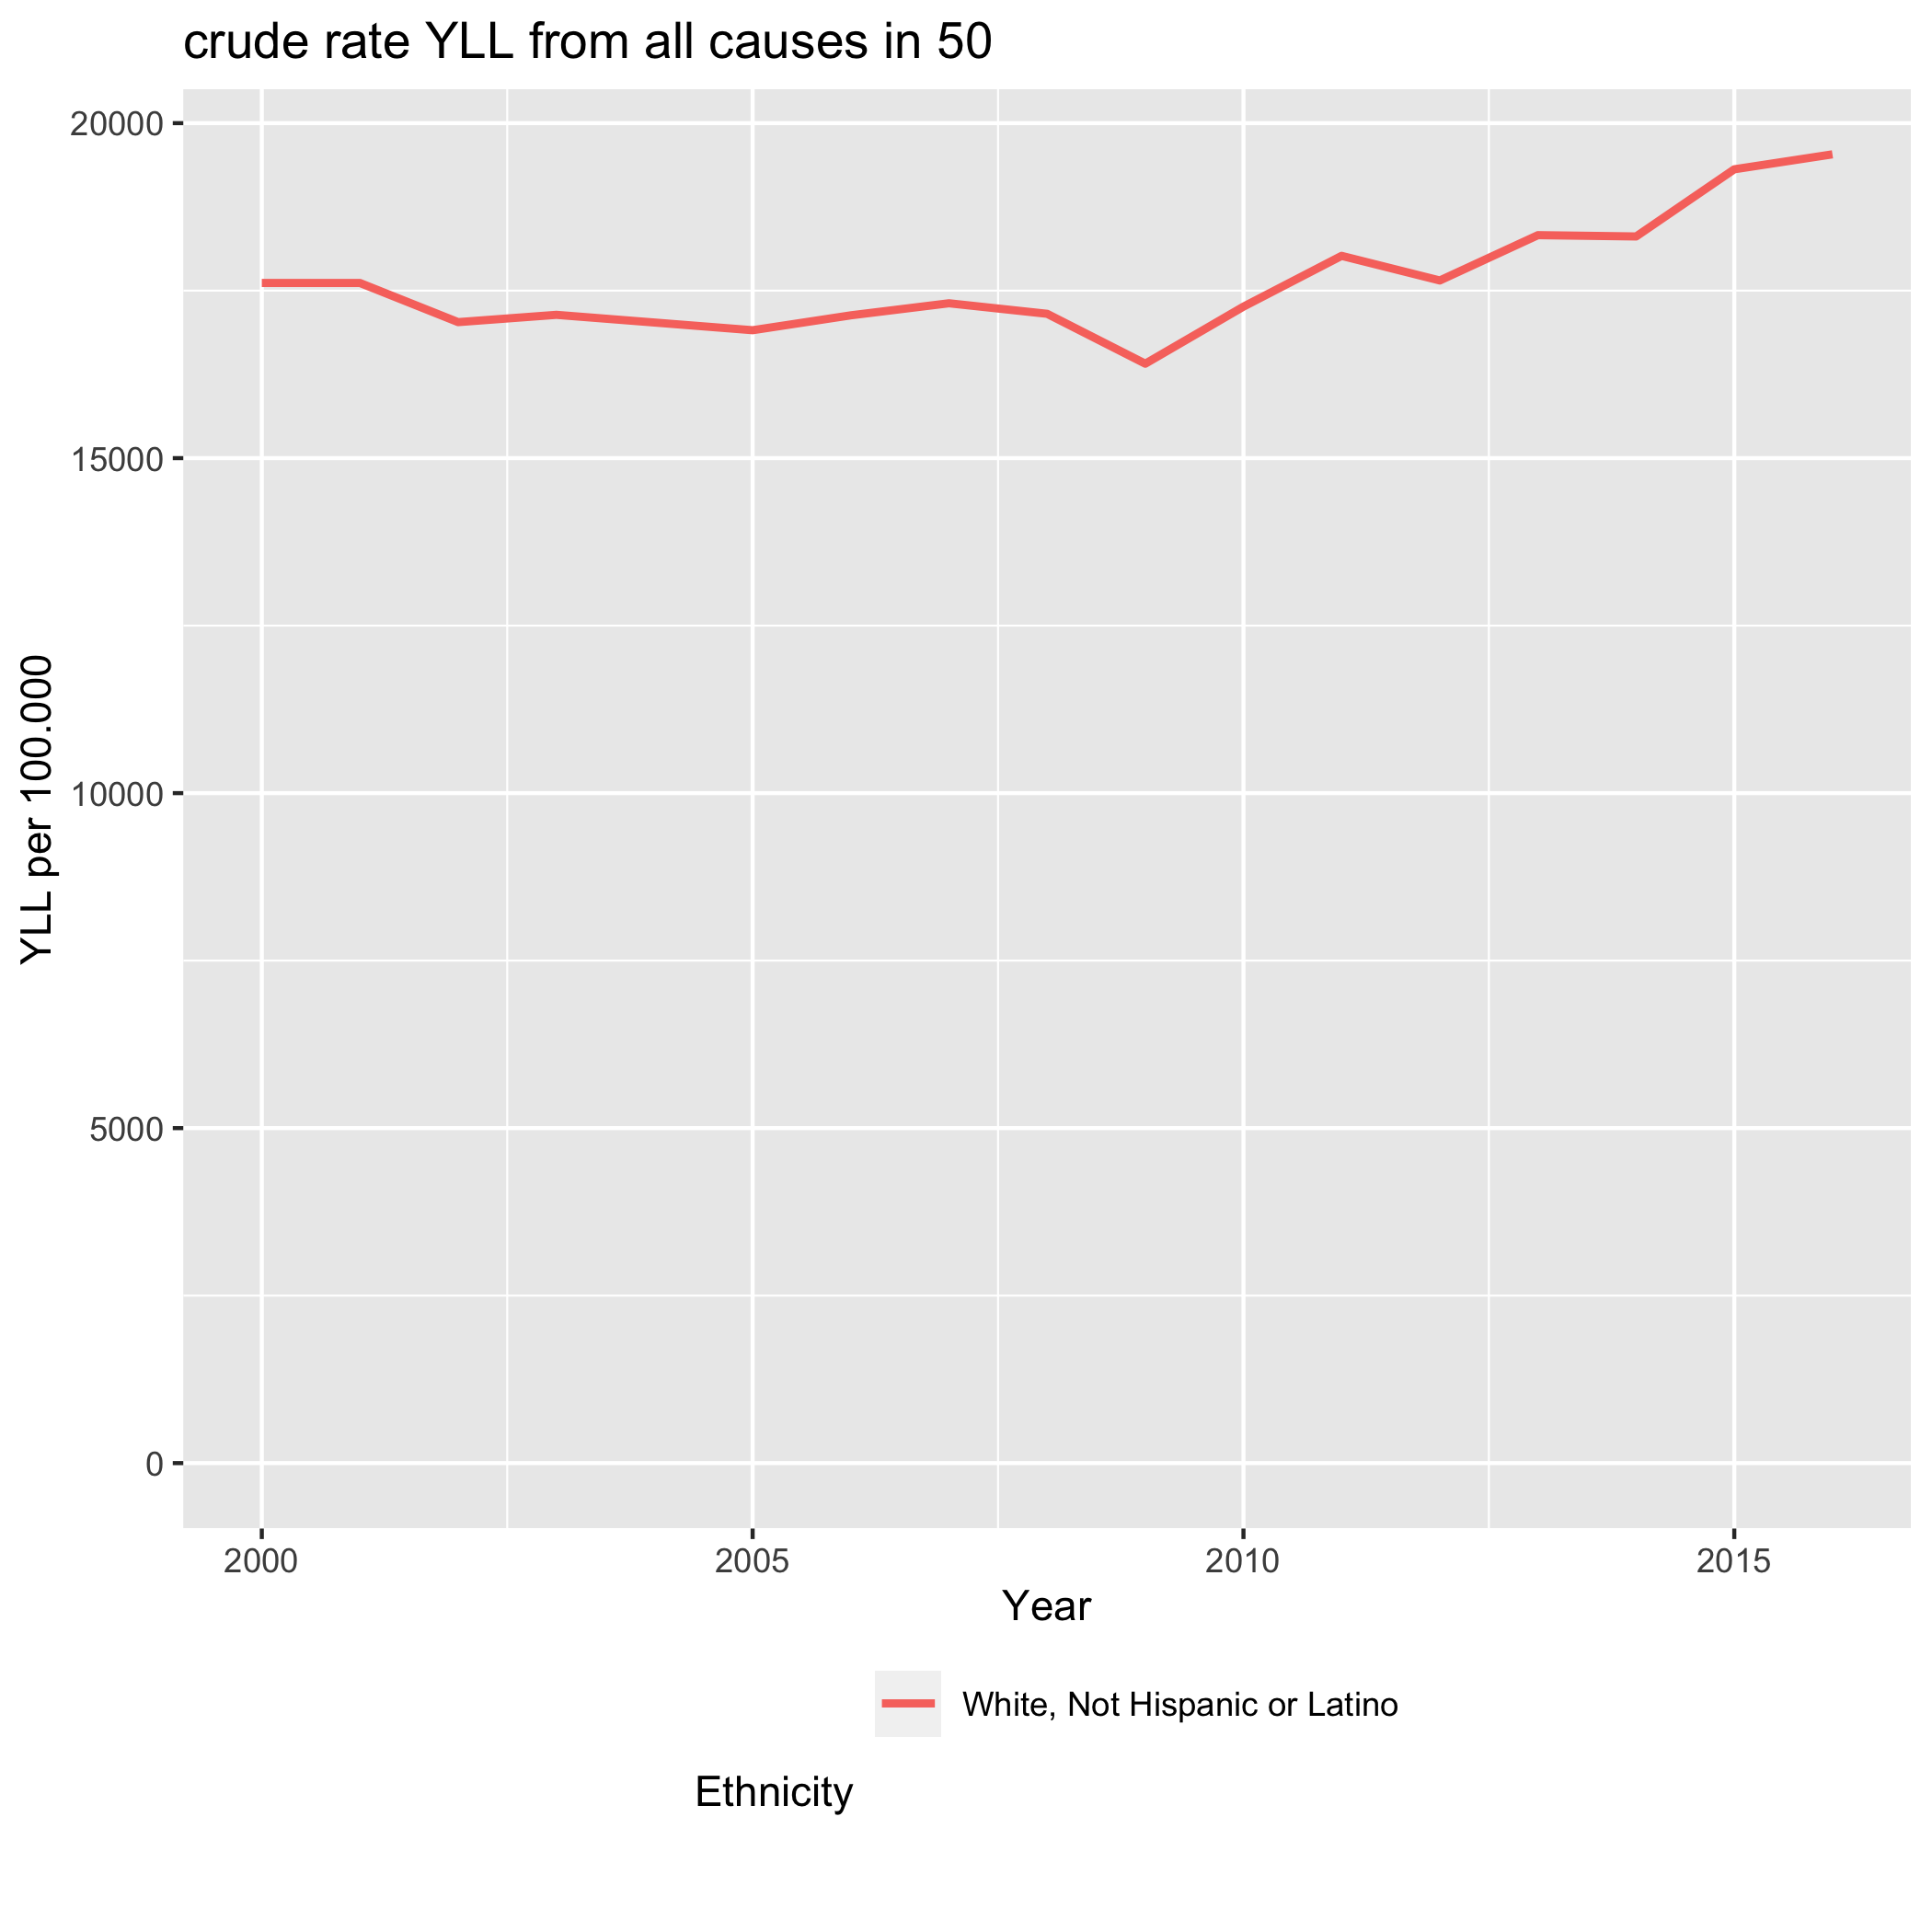 crude rate YLL from all causes in 50
20000
15000
10000
5000
0
YLL per 100.000
2000 2005 2010 2015
Year
White, Not Hispanic or Latino
Ethnicity